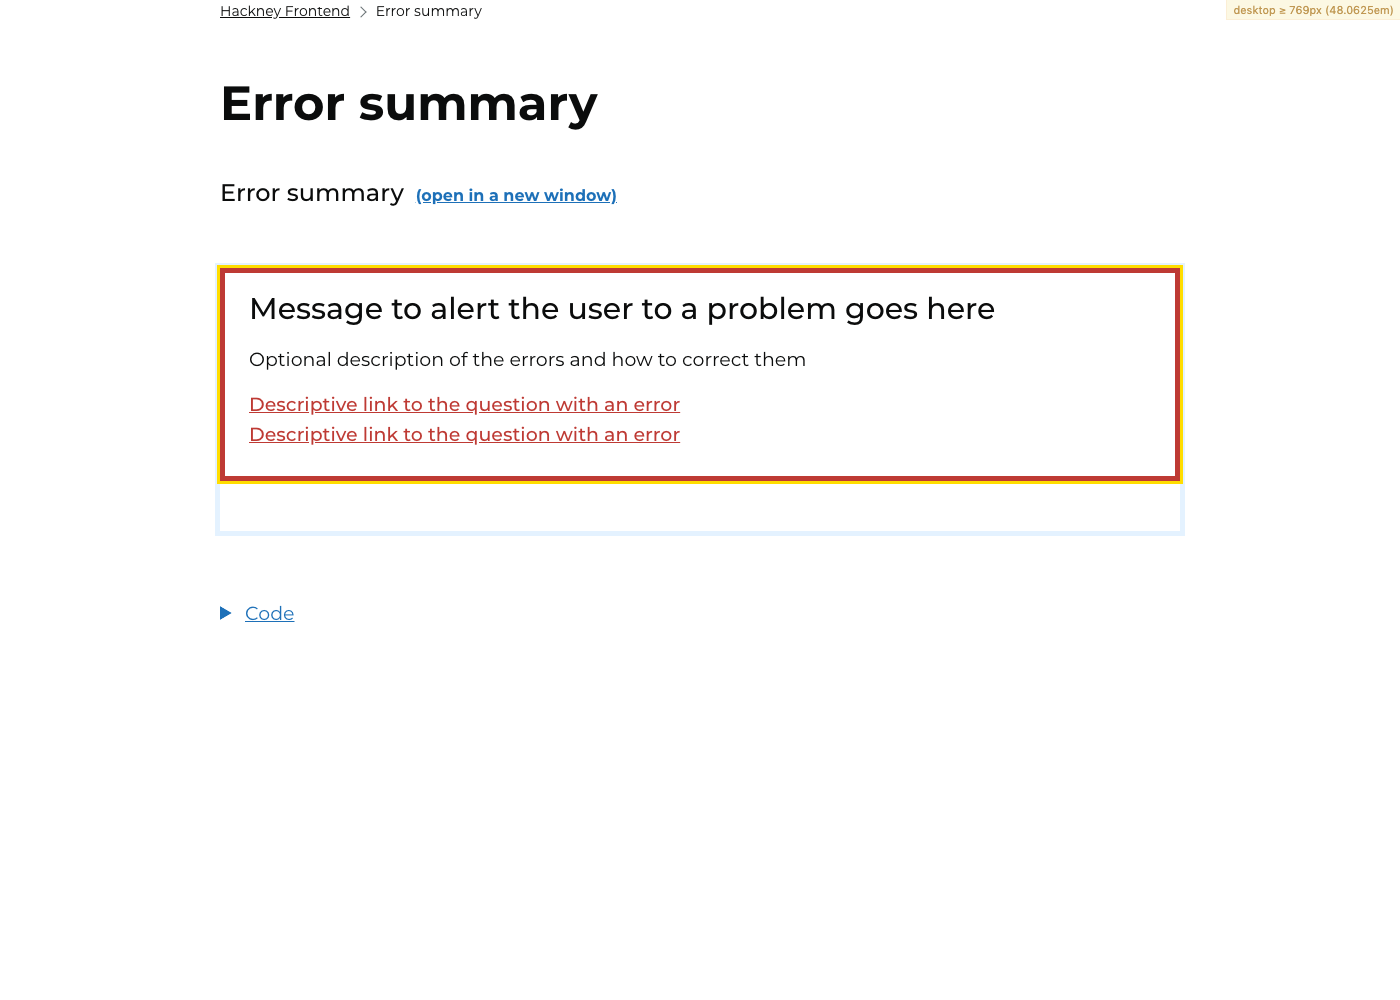 Hackney Frontend Error summary
desktop ≥ 769px (48.0625em)
Error summary
Error summary (open in a new window)
Message to alert the user to a problem goes here
Optional description of the errors and how to correct them
Descriptive link to the question with an error
Descriptive link to the question with an error
Code